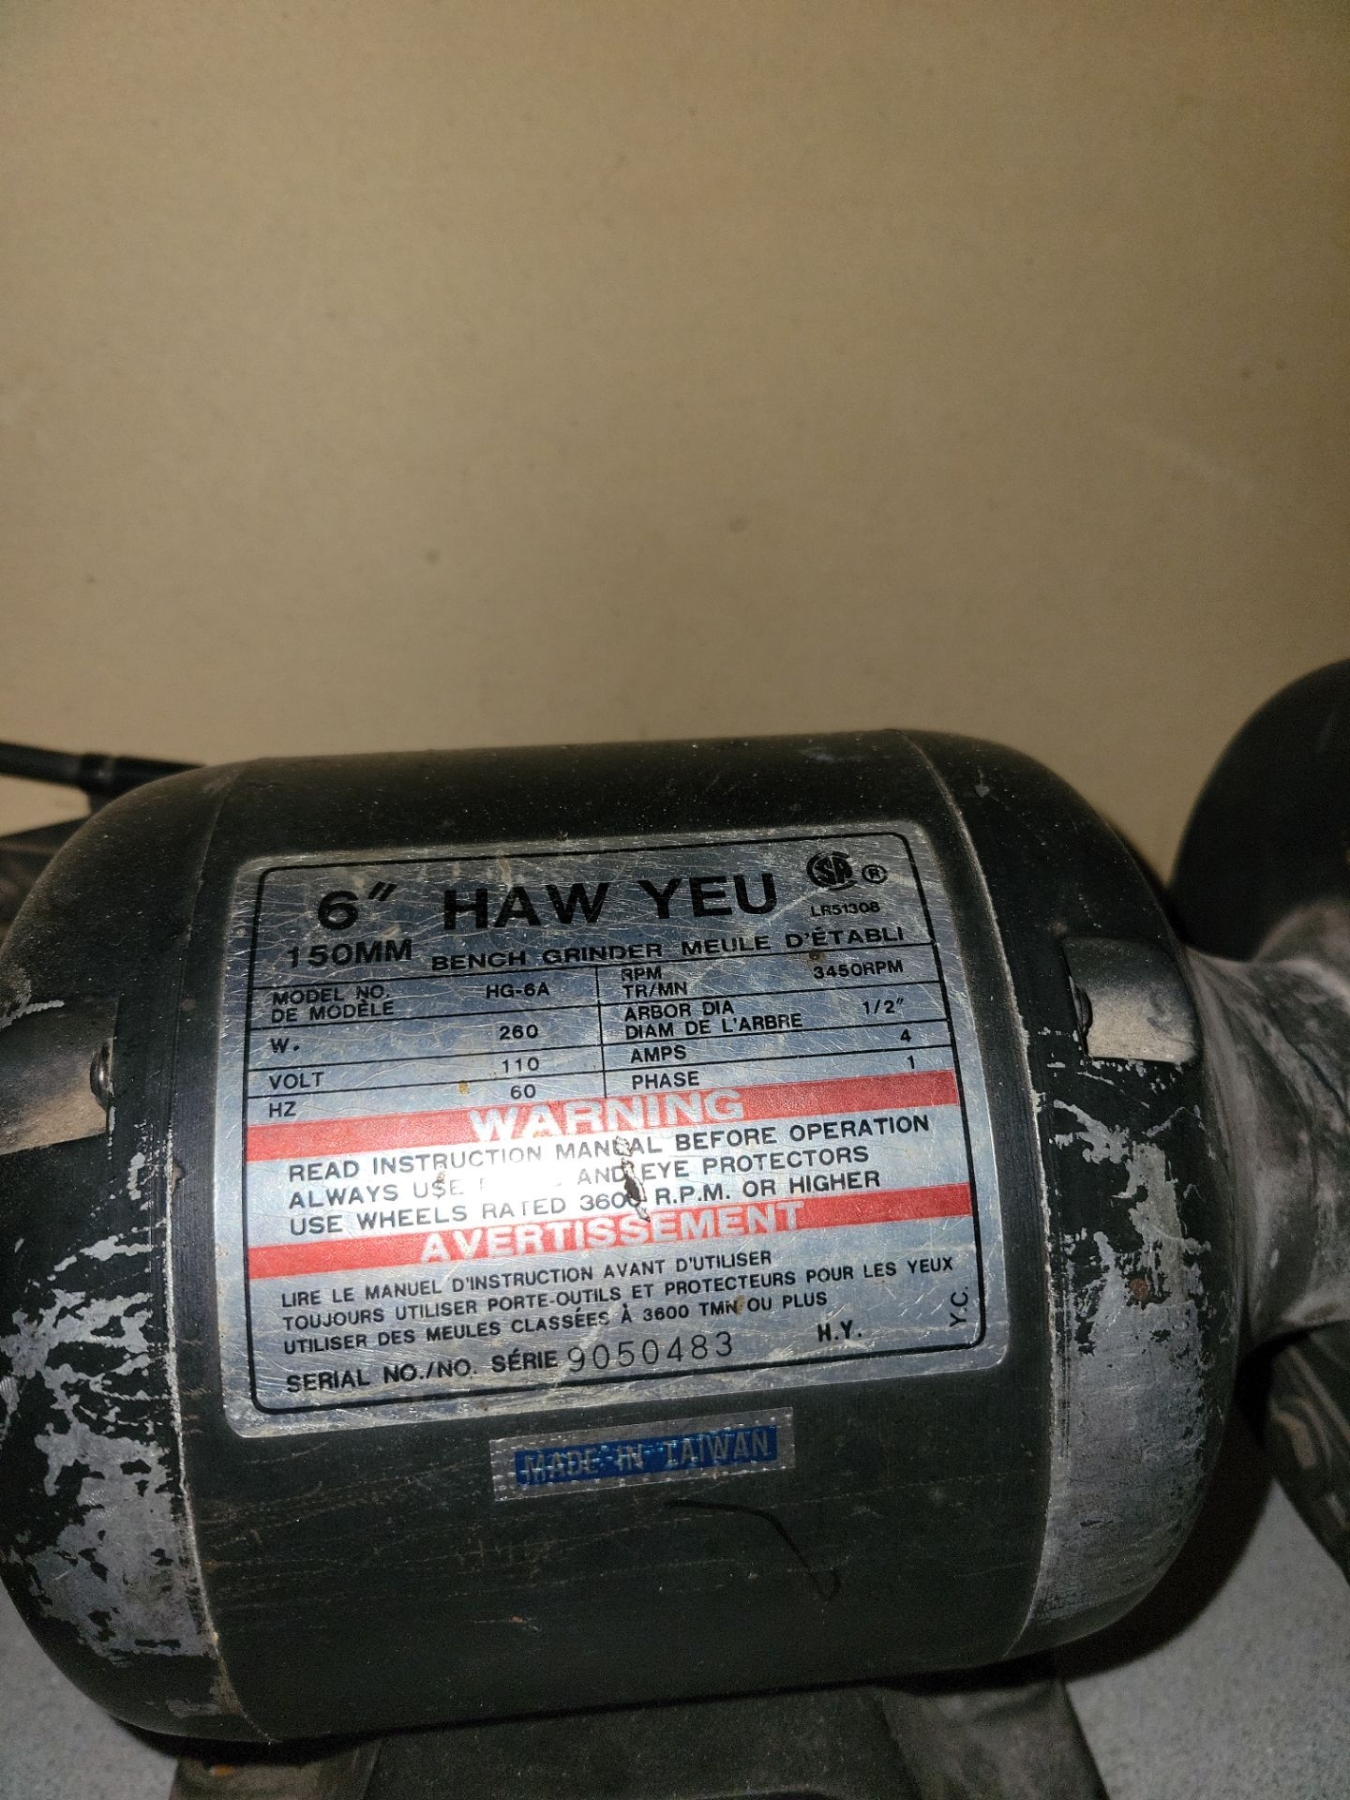 6" HAW YEU
CSA ®
LR51308
150MM BENCH GRINDER MEULE D'ÉTABLI
MODEL NO. HG-6A
DE MODÈLE
RPM 3450RPM
TR/MN
W. 260
ARBOR DIA 1/2"
DIAM DE L'ARBRE
VOLT 110
AMPS 4
HZ 60
PHASE 1
WARNING
READ INSTRUCTION MANUAL BEFORE OPERATION
ALWAYS USE AND EYE PROTECTORS
USE WHEELS RATED 3600 R.P.M. OR HIGHER
AVERTISSEMENT
LIRE LE MANUEL D'INSTRUCTION AVANT D'UTILISER
TOUJOURS UTILISER PORTE-OUTILS ET PROTECTEURS POUR LES YEUX
UTILISER DES MEULES CLASSÉES À 3600 TMN OU PLUS
SERIAL NO./NO. SÉRIE 9050483 H.Y.
Y.C.
MADE IN TAIWAN